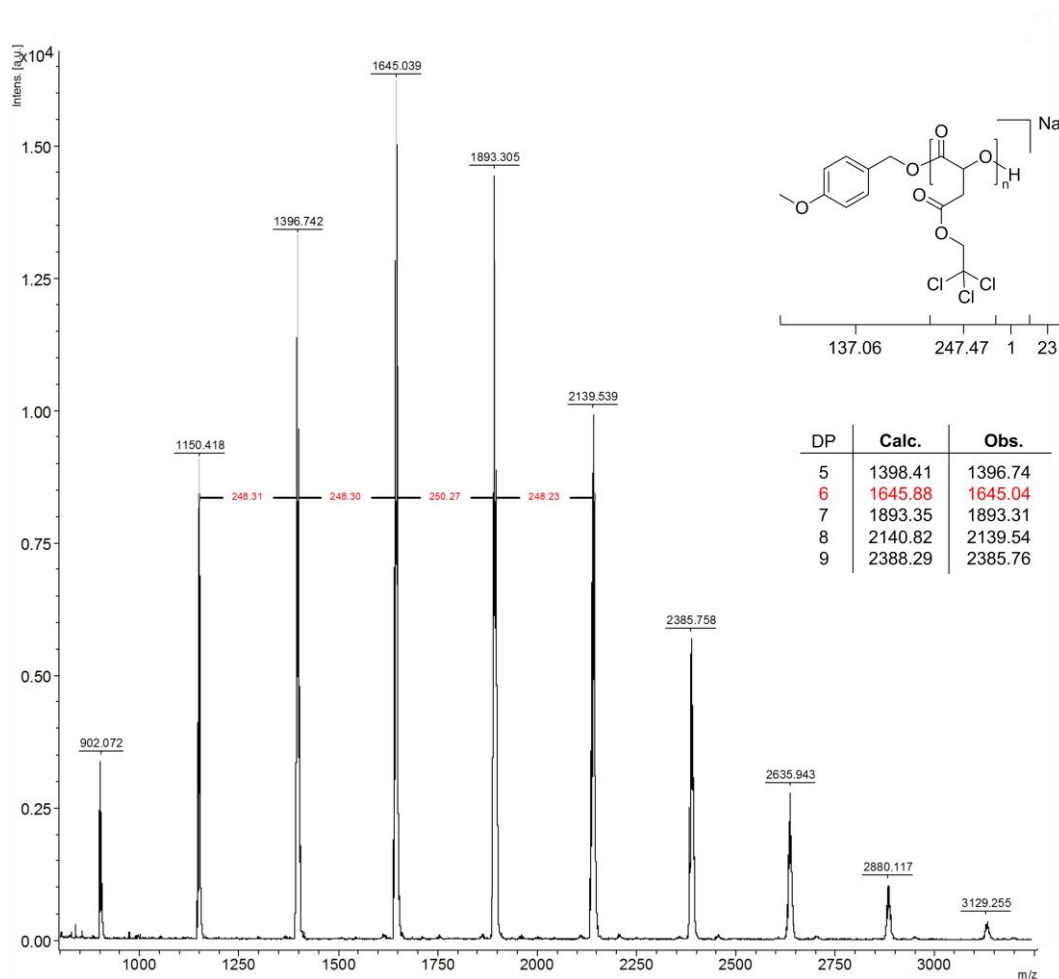 x10⁴
Intens. [a.u.]
1645.039
1.50
1893.305
1396.742
1.25
2139.539
1.00
1150.418
248.31
248.30
250.27
248.23
0.75
2385.758
0.50
902.072
2635.943
0.25
2880.117
3129.255
0.00
1000
1250
1500
1750
2000
2250
2500
2750
3000
m/z
Na
O
O
O
H
n
O
O
O
Cl
Cl
Cl
137.06 247.47 1 23
DP Calc. Obs.
5 1398.41 1396.74
6 1645.88 1645.04
7 1893.35 1893.31
8 2140.82 2139.54
9 2388.29 2385.76